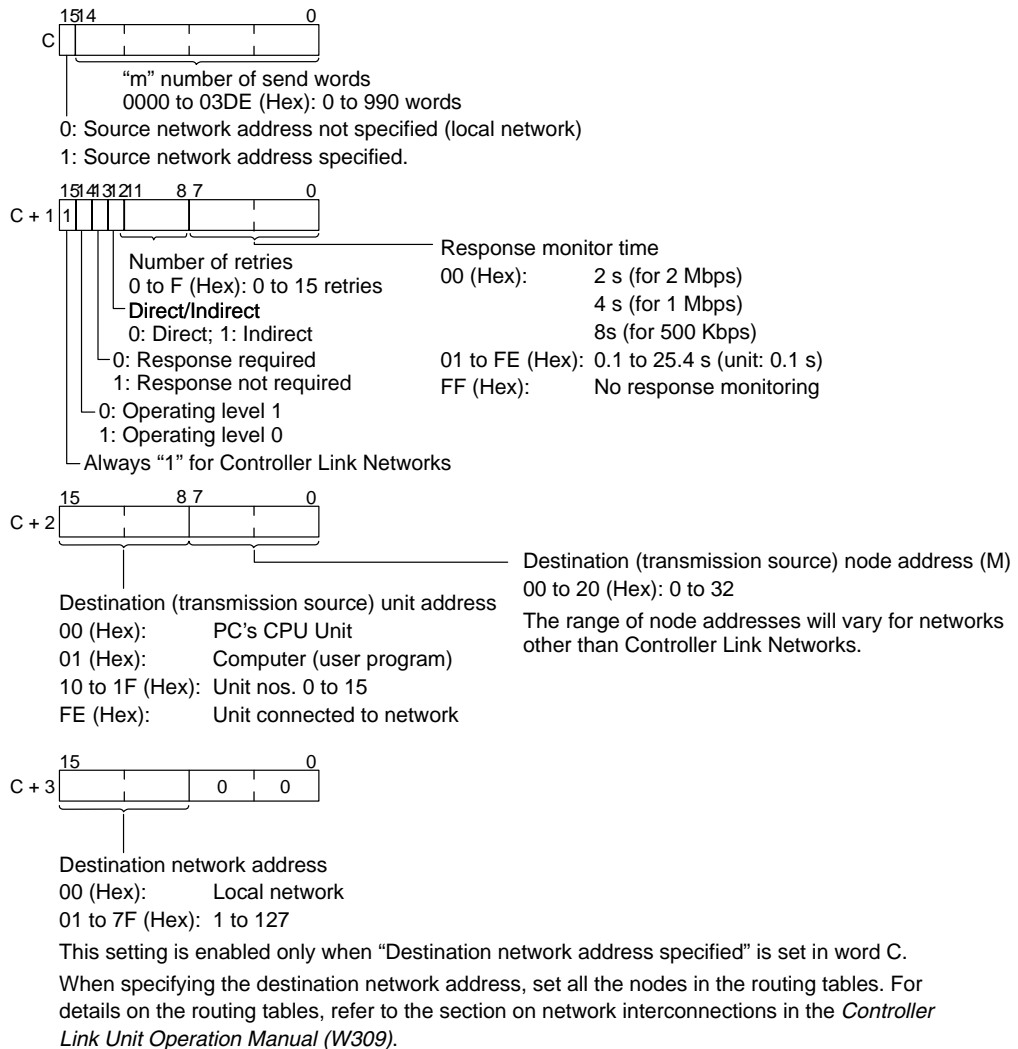 1514 0
C
“m” number of send words
0000 to 03DE (Hex): 0 to 990 words
0: Source network address not specified (local network)
1: Source network address specified.
1514131211 8 7 0
C + 1 1
Number of retries
0 to F (Hex): 0 to 15 retries
Direct/Indirect
0: Direct; 1: Indirect
0: Response required
1: Response not required
0: Operating level 1
1: Operating level 0
Always “1” for Controller Link Networks
Response monitor time
00 (Hex): 2 s (for 2 Mbps)
4 s (for 1 Mbps)
8s (for 500 Kbps)
01 to FE (Hex): 0.1 to 25.4 s (unit: 0.1 s)
FF (Hex): No response monitoring
15 8 7 0
C + 2
Destination (transmission source) node address (M)
00 to 20 (Hex): 0 to 32
The range of node addresses will vary for networks
other than Controller Link Networks.
Destination (transmission source) unit address
00 (Hex): PC's CPU Unit
01 (Hex): Computer (user program)
10 to 1F (Hex): Unit nos. 0 to 15
FE (Hex): Unit connected to network
15 0
C + 3 0 0
Destination network address
00 (Hex): Local network
01 to 7F (Hex): 1 to 127
This setting is enabled only when “Destination network address specified” is set in word C.
When specifying the destination network address, set all the nodes in the routing tables. For
details on the routing tables, refer to the section on network interconnections in the Controller
Link Unit Operation Manual (W309).